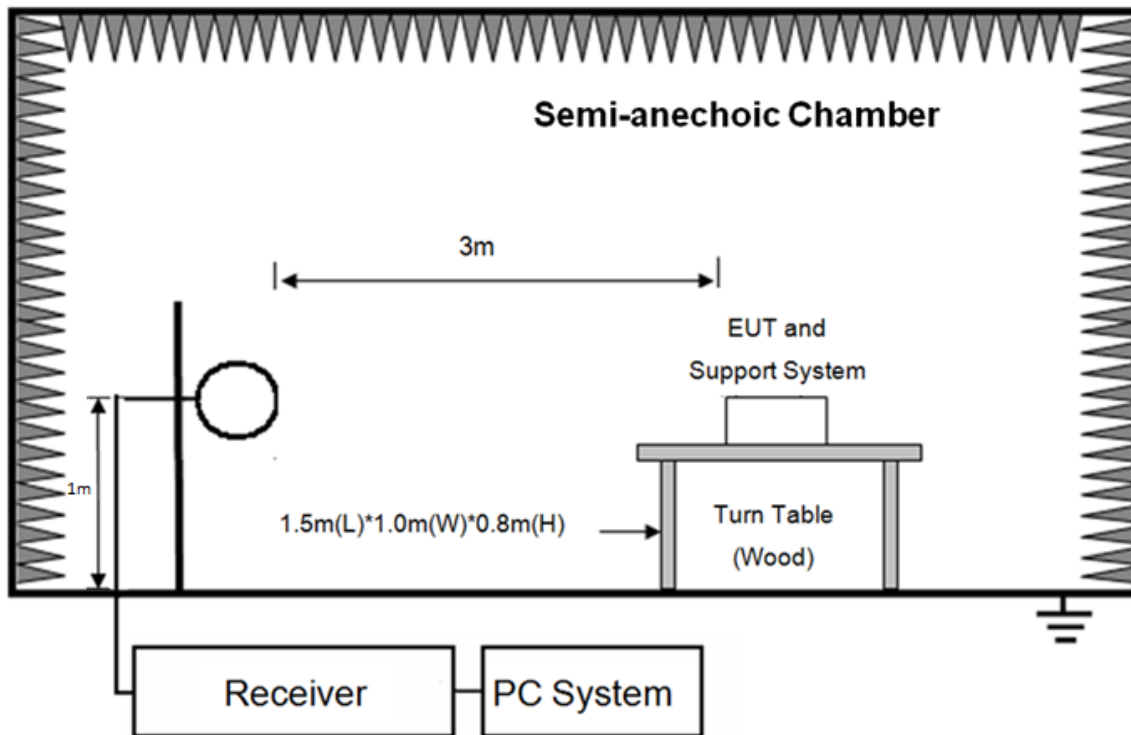 Semi-anechoic Chamber
3m
EUT and
Support System
1m
1.5m(L)*1.0m(W)*0.8m(H)
Turn Table
(Wood)
Receiver
PC System